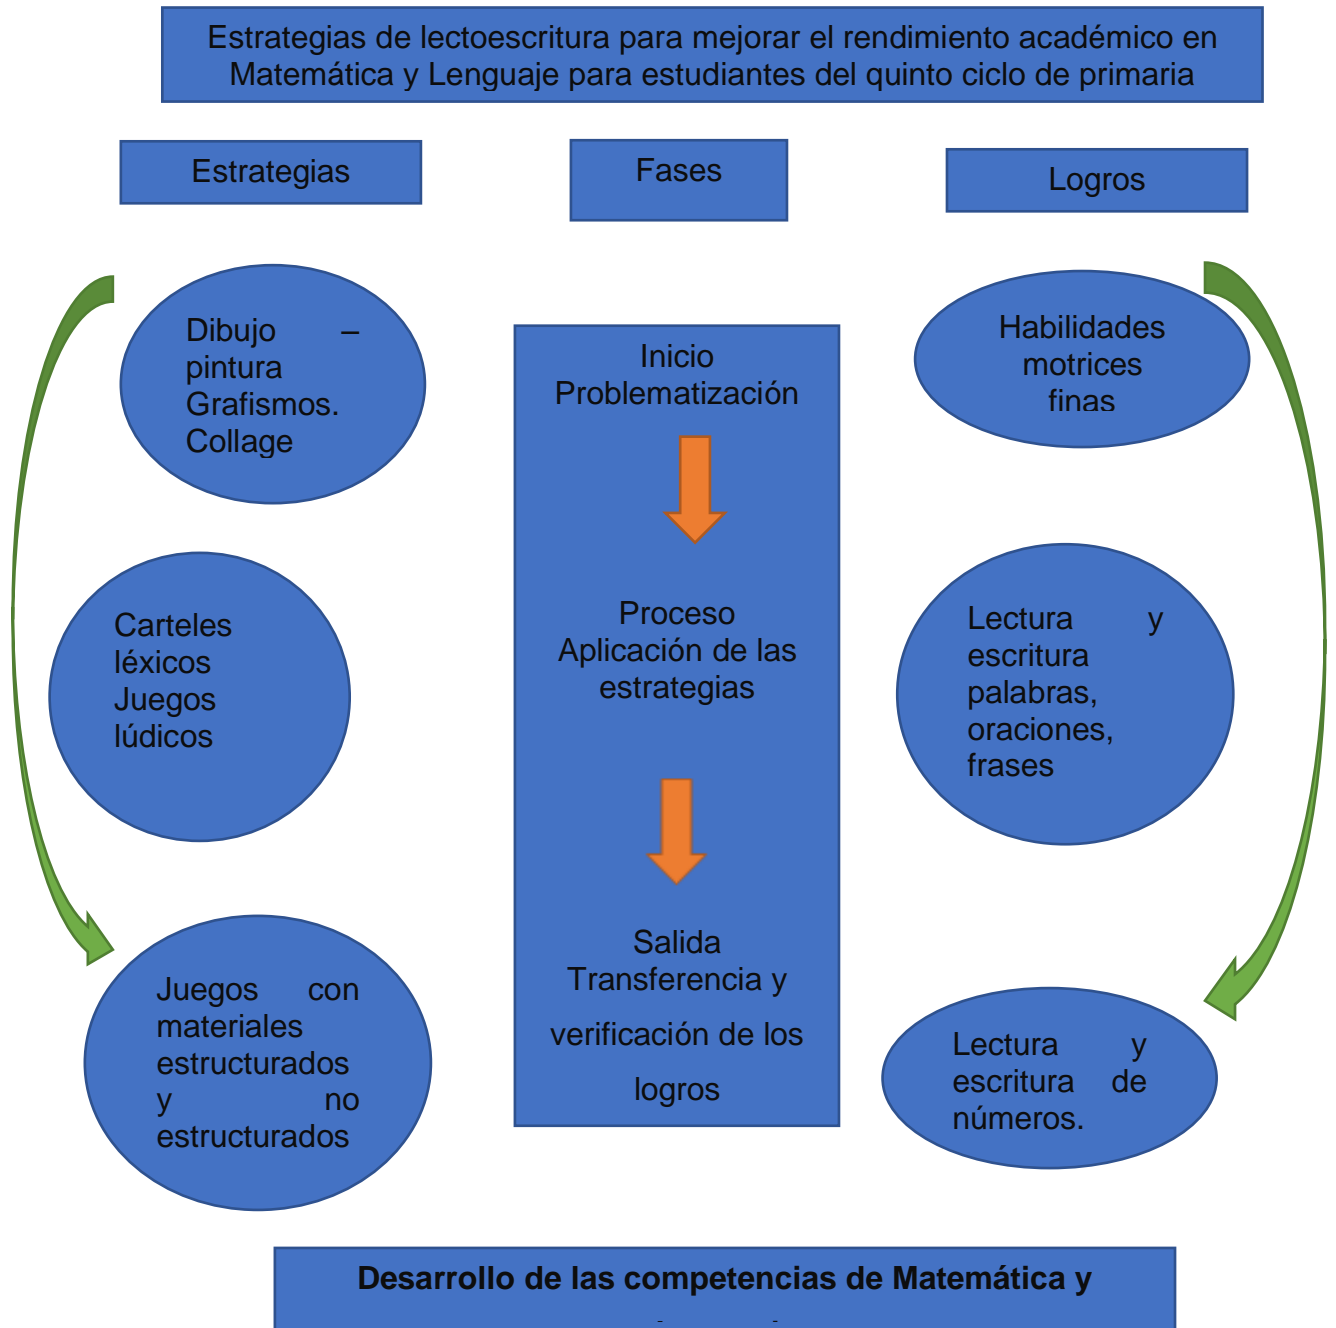 Estrategias de lectoescritura para mejorar el rendimiento académico en
Matemática y Lenguaje para estudiantes del quinto ciclo de primaria
Estrategias
Fases
Logros
Dibujo –
pintura
Grafismos.
Collage
Carteles
léxicos
Juegos
lúdicos
Juegos con
materiales
estructurados
y no
estructurados
Inicio
Problematización
Proceso
Aplicación de las
estrategias
Salida
Transferencia y
verificación de los
logros
Habilidades
motrices
finas
Lectura y
escritura
palabras,
oraciones,
frases
Lectura y
escritura de
números.
Desarrollo de las competencias de Matemática y